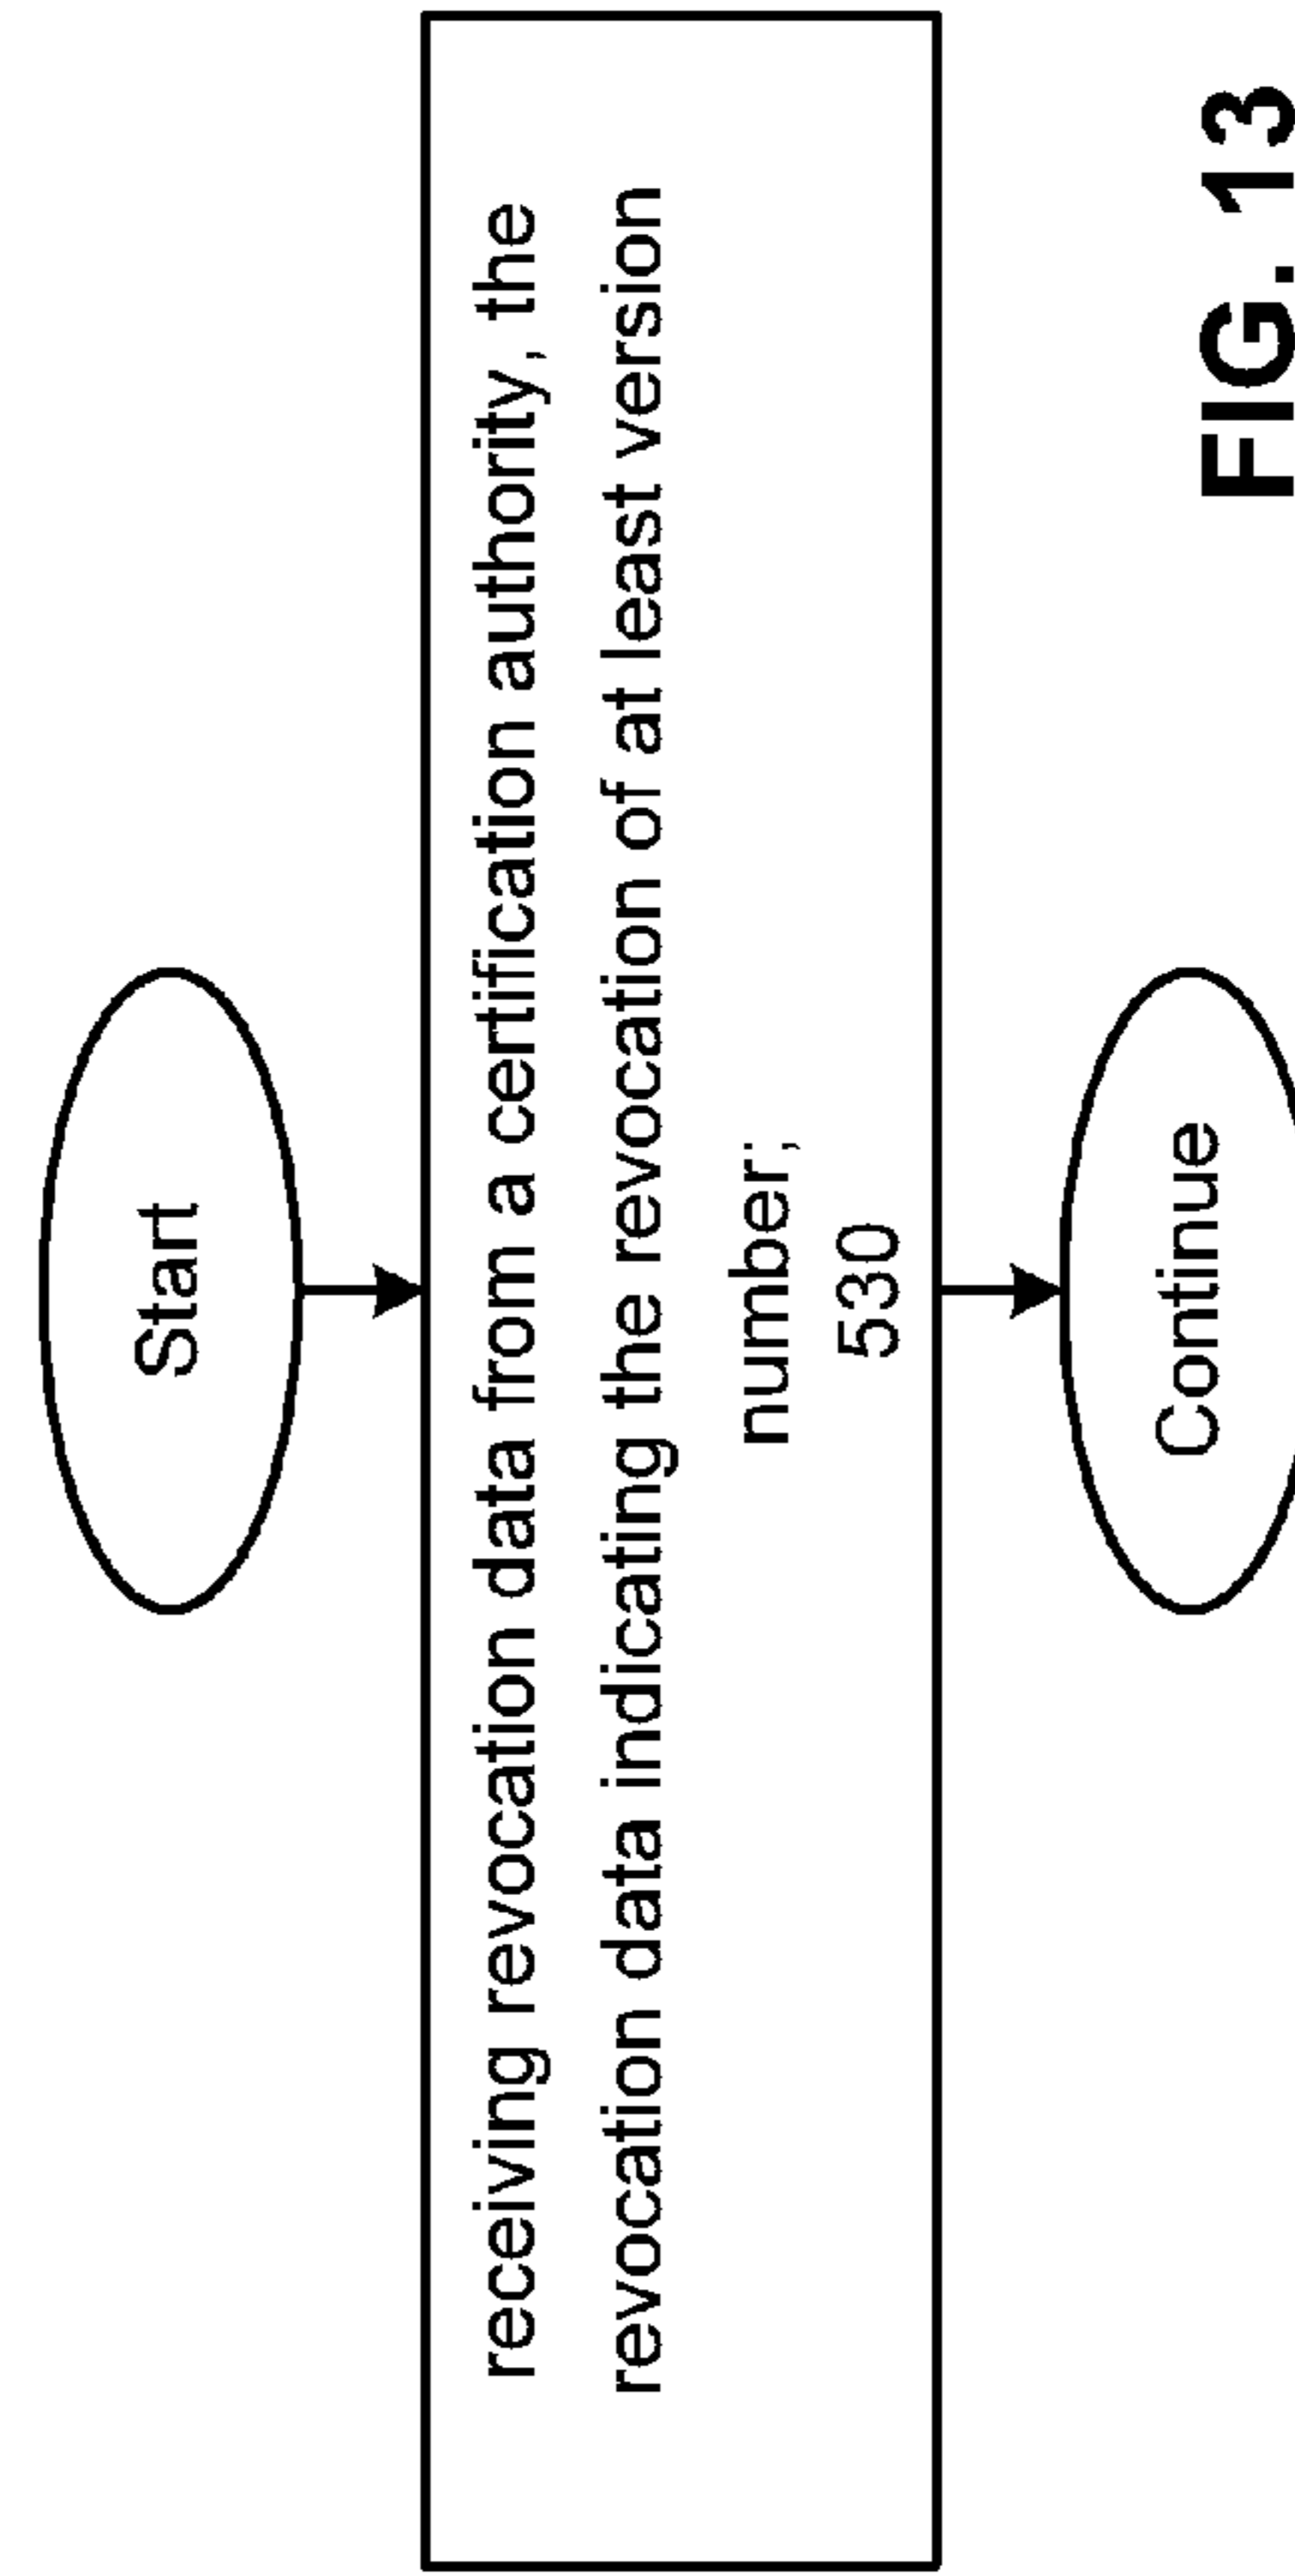 Start
receiving revocation data from a certification authority, the
revocation data indicating the revocation of at least version
number;
530
Continue
FIG. 13